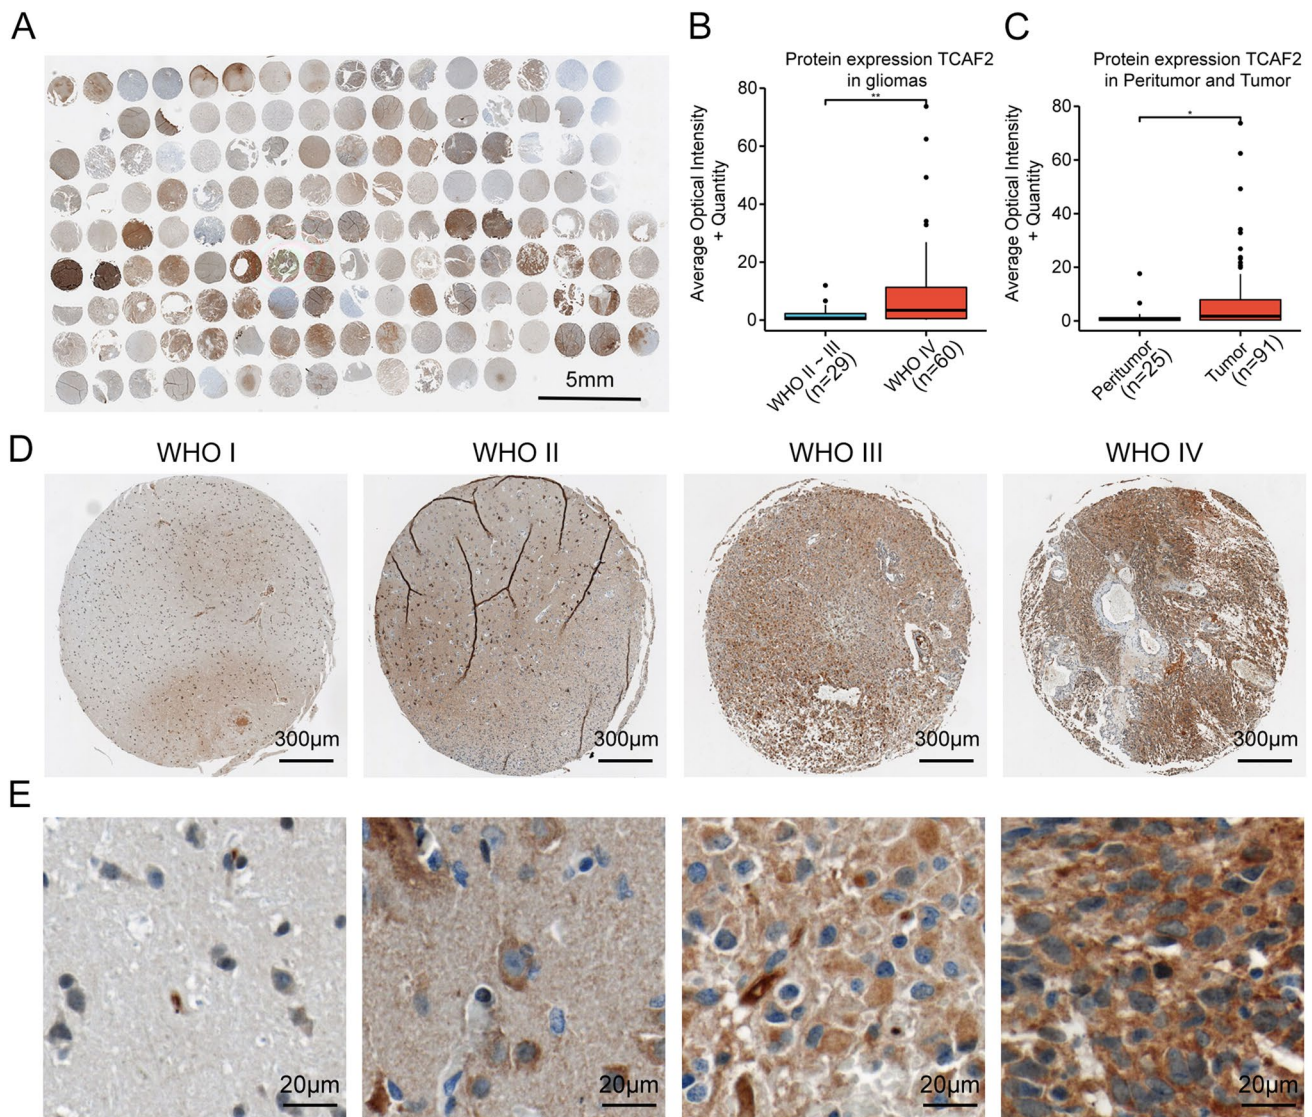 A
B
C
Protein expression TCAF2
in gliomas
**
80
60
40
20
0
Average Optical Intensity
+ Quantity
WHO II ~ III
(n=29)
WHO IV
(n=60)
Protein expression TCAF2
in Peritumor and Tumor
*
80
60
40
20
0
Average Optical Intensity
+ Quantity
Peritumor
(n=25)
Tumor
(n=91)
5mm
D
WHO I
WHO II
WHO III
WHO IV
300μm
300μm
300μm
300μm
E
20μm
20μm
20μm
20μm